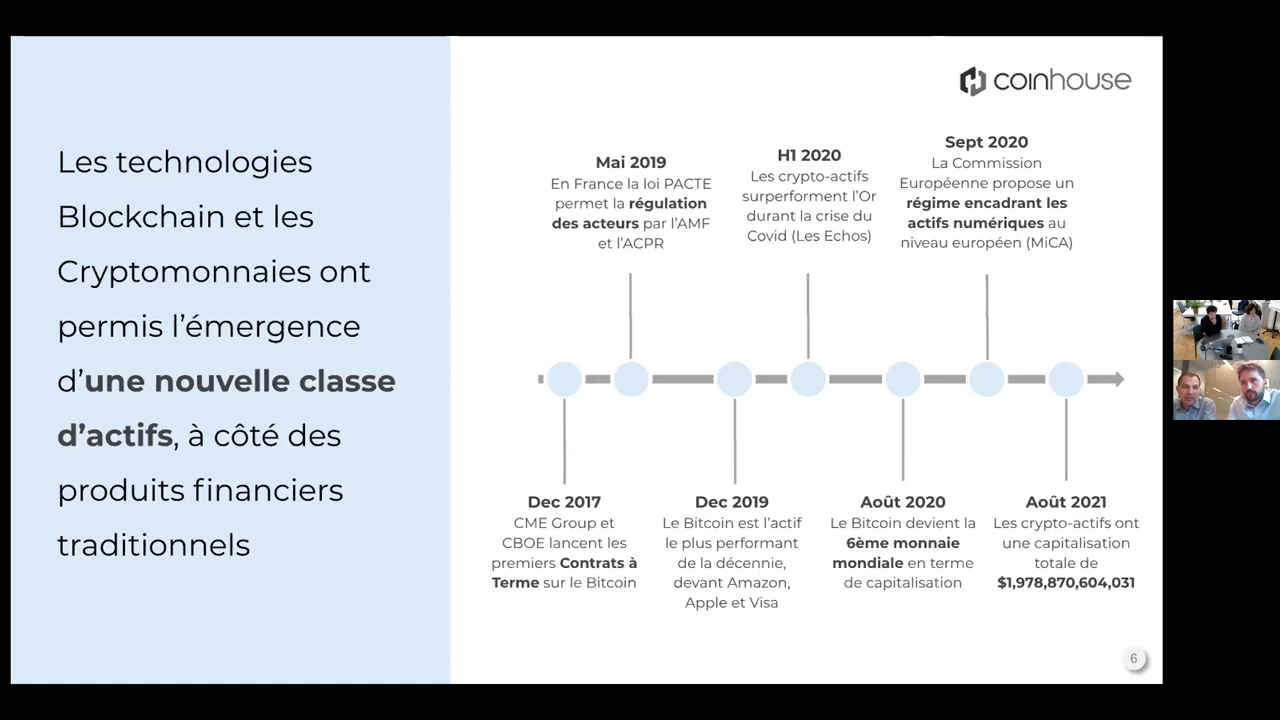 coinhouse
Les technologies
Blockchain et les
Cryptomonnaies ont
permis l’émergence
d’une nouvelle classe
d’actifs, à côté des
produits financiers
traditionnels
Mai 2019
En France la loi PACTE
permet la régulation
des acteurs par l’AMF
et l’ACPR
H1 2020
Les crypto-actifs
surperforment l’Or
durant la crise du
Covid (Les Echos)
Sept 2020
La Commission
Européenne propose un
régime encadrant les
actifs numériques au
niveau européen (MiCA)
Dec 2017
CME Group et
CBOE lancent les
premiers Contrats à
Terme sur le Bitcoin
Dec 2019
Le Bitcoin est l’actif
le plus performant
de la décennie,
devant Amazon,
Apple et Visa
Août 2020
Le Bitcoin devient la
6ème monnaie
mondiale en terme
de capitalisation
Août 2021
Les crypto-actifs ont
une capitalisation
totale de
$1,978,870,604,031
6